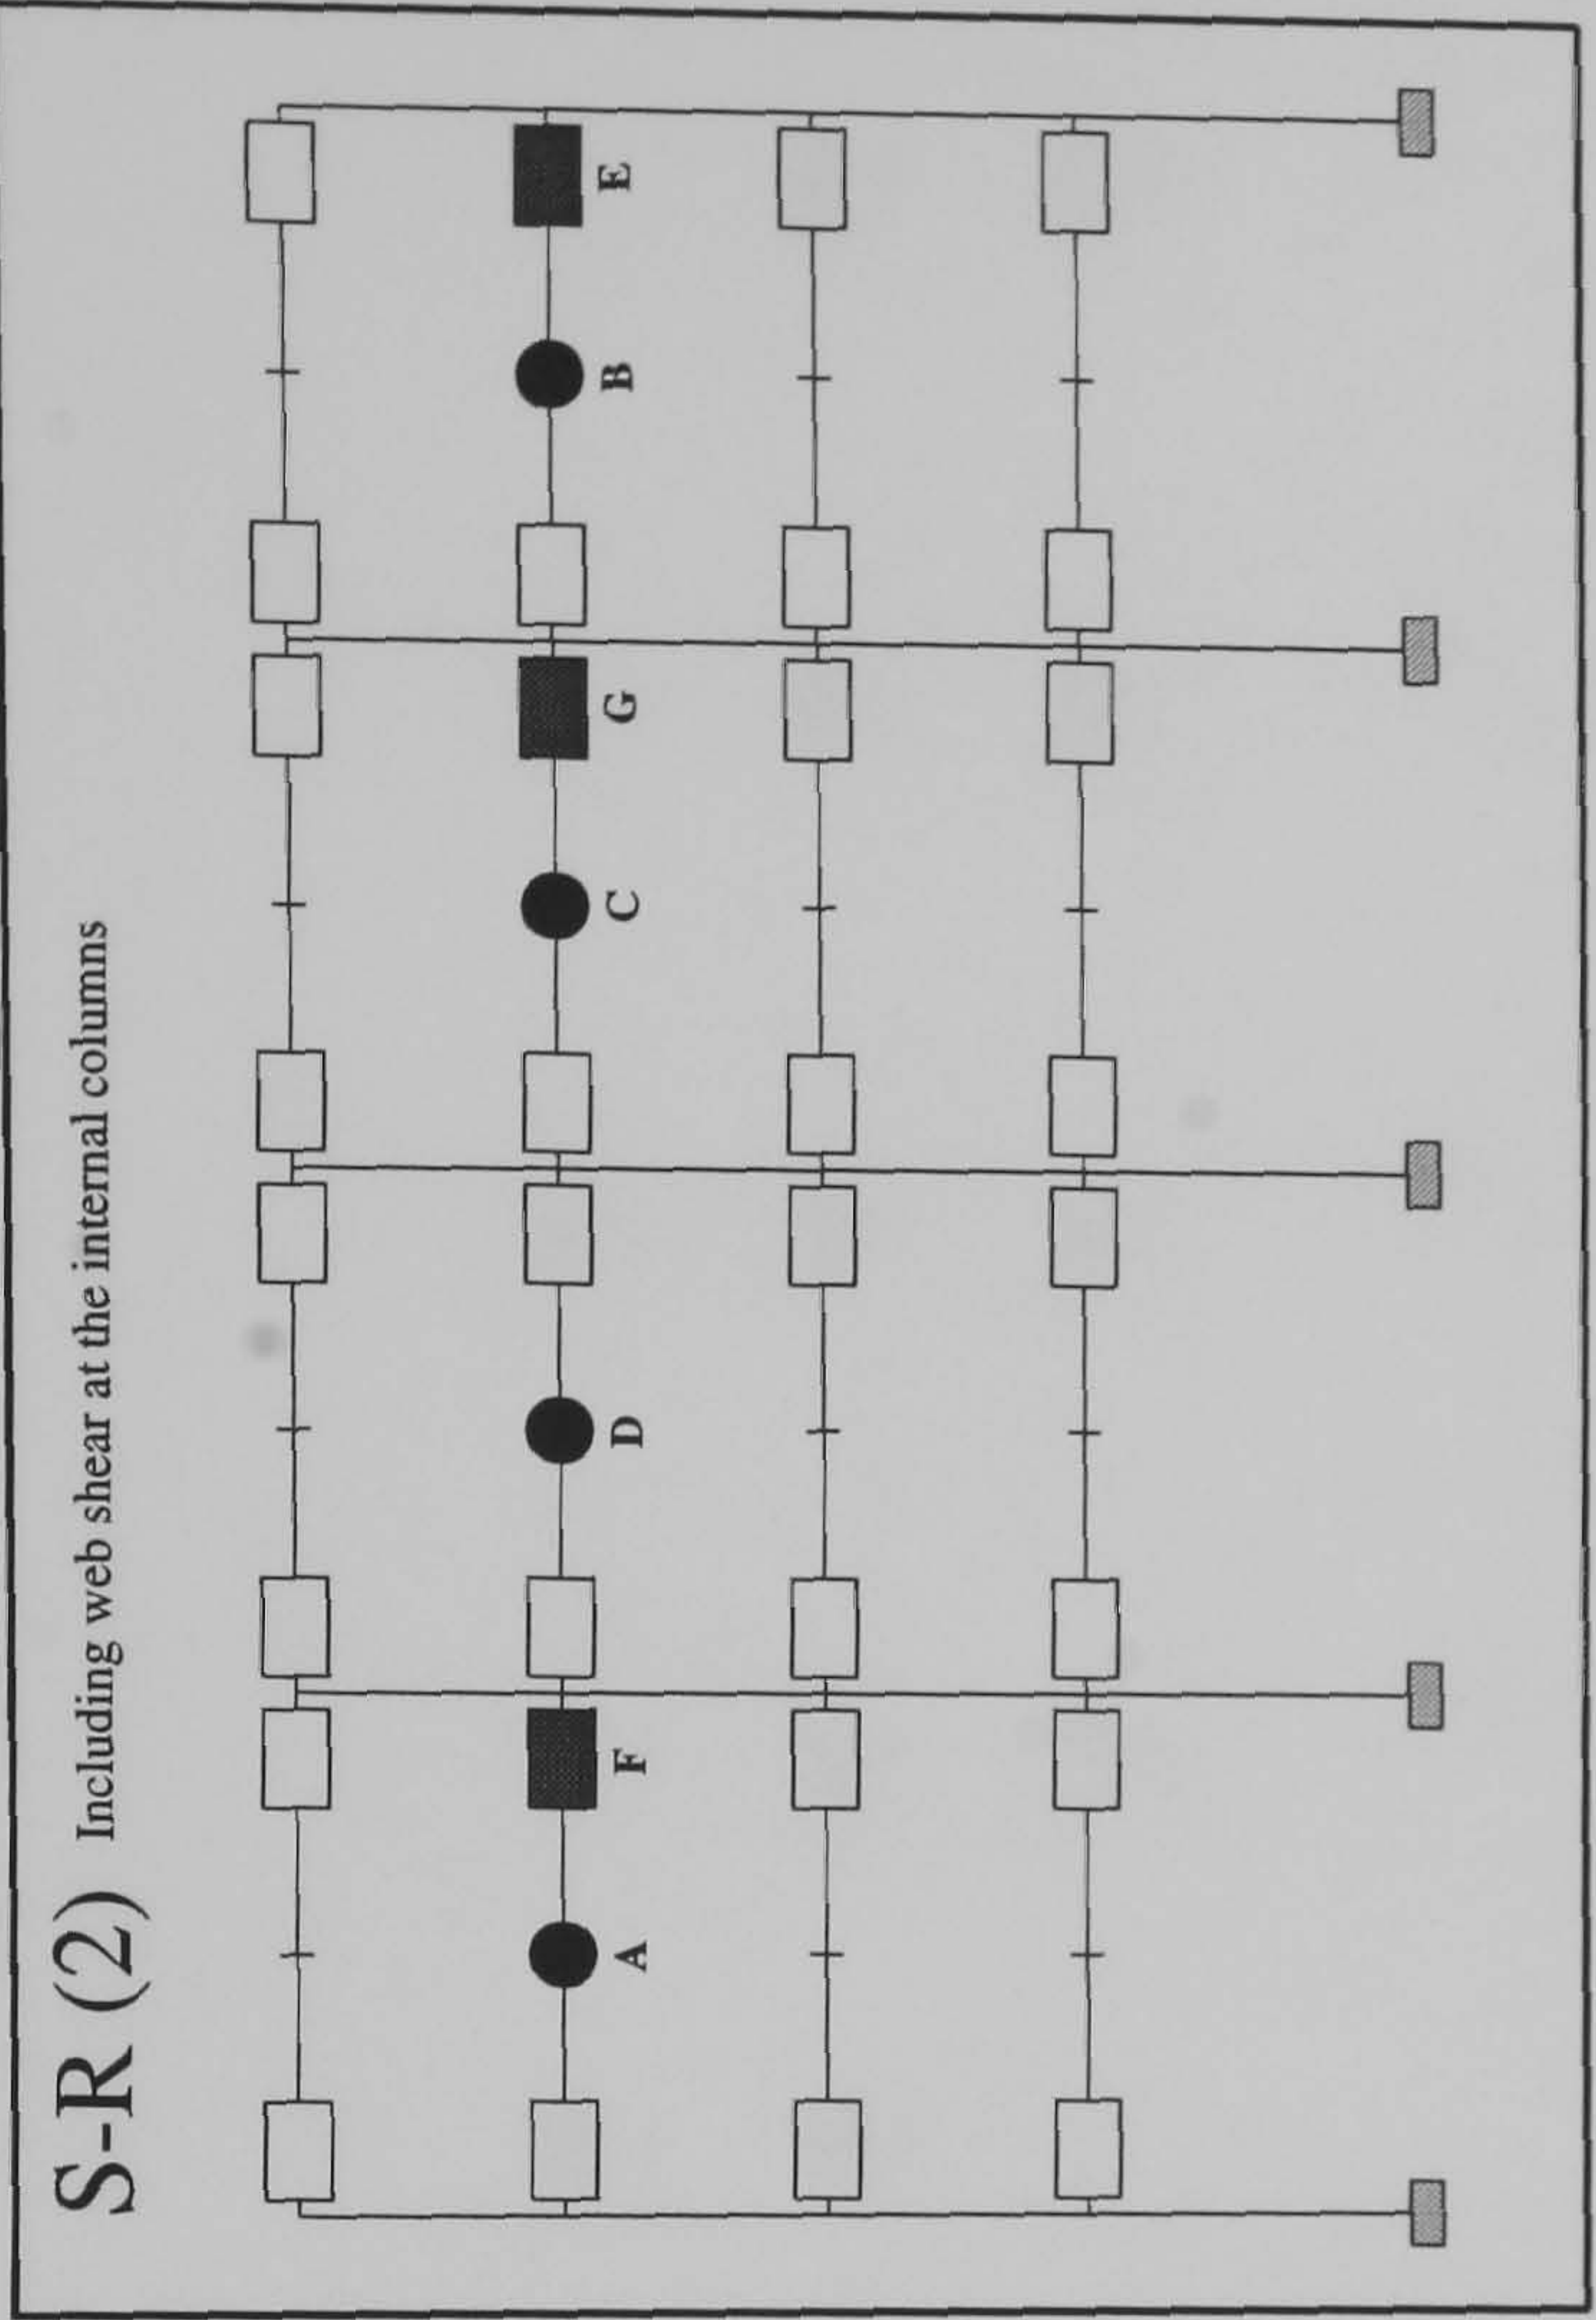 S-R (2) Including web shear at the internal columns
A F D C G B E